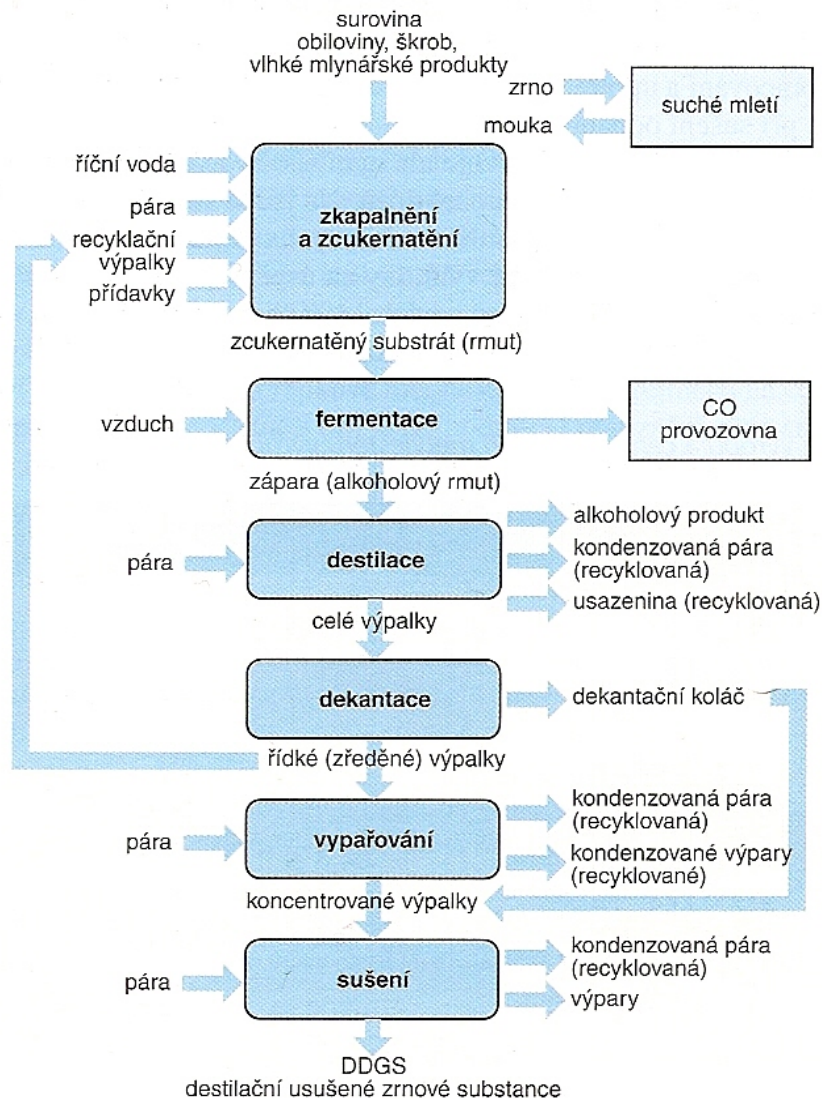 surovina
obiloviny, škrob,
vlhké mlynářské produkty
zrno
mouka
suché mletí
říční voda
pára
recyklační
výpalky
přídavky
zkapalnění
a zcukernatění
zcukernatěný substrát (rmut)
vzduch
fermentace
CO
provozovna
zápara (alkoholový rmut)
pára
destilace
alkoholový produkt
kondenzovaná pára
(recyklovaná)
usazenina (recyklovaná)
celé výpalky
dekantace
dekantační koláč
řídké (zředěné) výpalky
pára
vypařování
kondenzovaná pára
(recyklovaná)
kondenzované výpary
(recyklované)
koncentrované výpalky
pára
sušení
kondenzovaná pára
(recyklovaná)
výpary
DDGS
destilační usušené zrnové substance